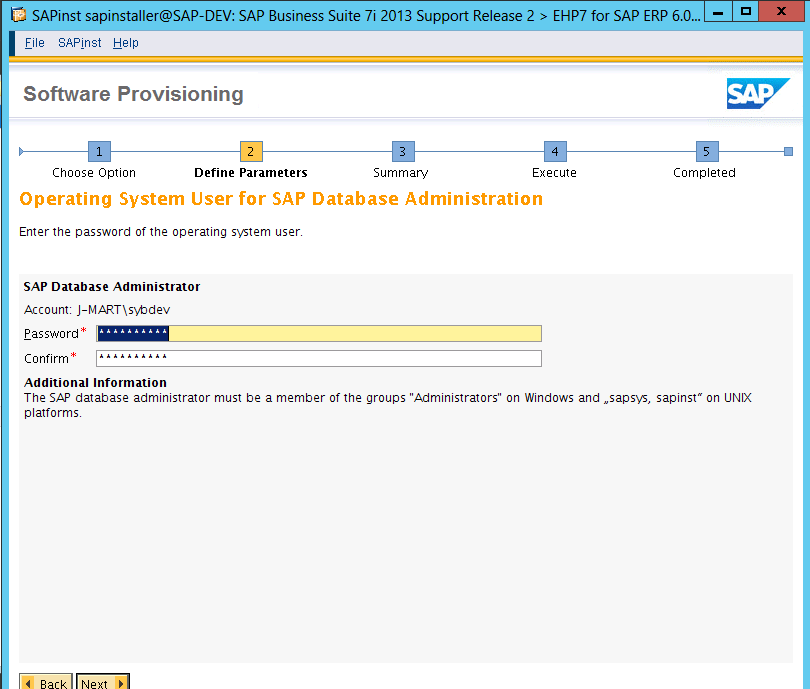 SAPinst sapinstaller@SAP-DEV: SAP Business Suite 7i 2013 Support Release 2 > EHP7 for SAP ERP 6.0...
File SAPinst Help
Software Provisioning
SAP
1 2 3 4 5
Choose Option Define Parameters Summary Execute Completed
Operating System User for SAP Database Administration
Enter the password of the operating system user.
SAP Database Administrator
Account: J-MART\sybdev
Password* **********
Confirm* **********
Additional Information
The SAP database administrator must be a member of the groups "Administrators" on Windows and „sapsys, sapinst“ on UNIX
platforms.
Back Next